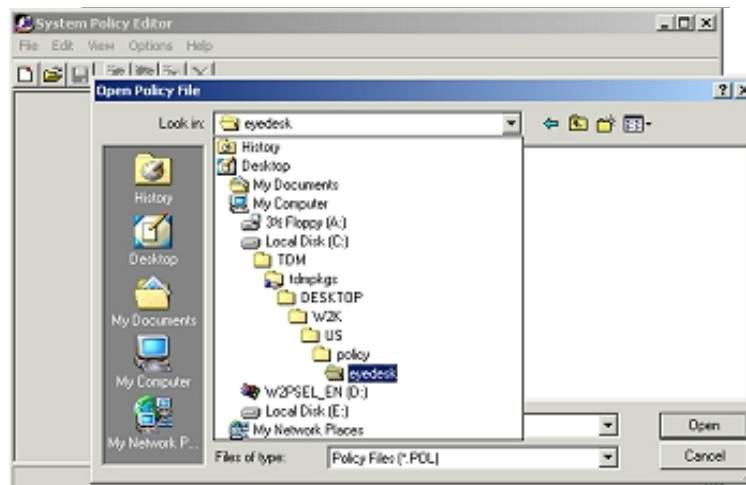 System Policy Editor
File Edit View Options Help
Open Policy File
Look in: eyedesk
History
Desktop
My Documents
My Computer
3½ Floppy (A:)
Local Disk (C:)
TDM
tdmpkgs
DESKTOP
W2K
US
policy
eyedesk
W2PSEL_EN (D:)
Local Disk (E:)
My Network Places
History
Desktop
My Documents
My Computer
My Network P...
Open
Files of type: Policy Files (*.POL)
Cancel